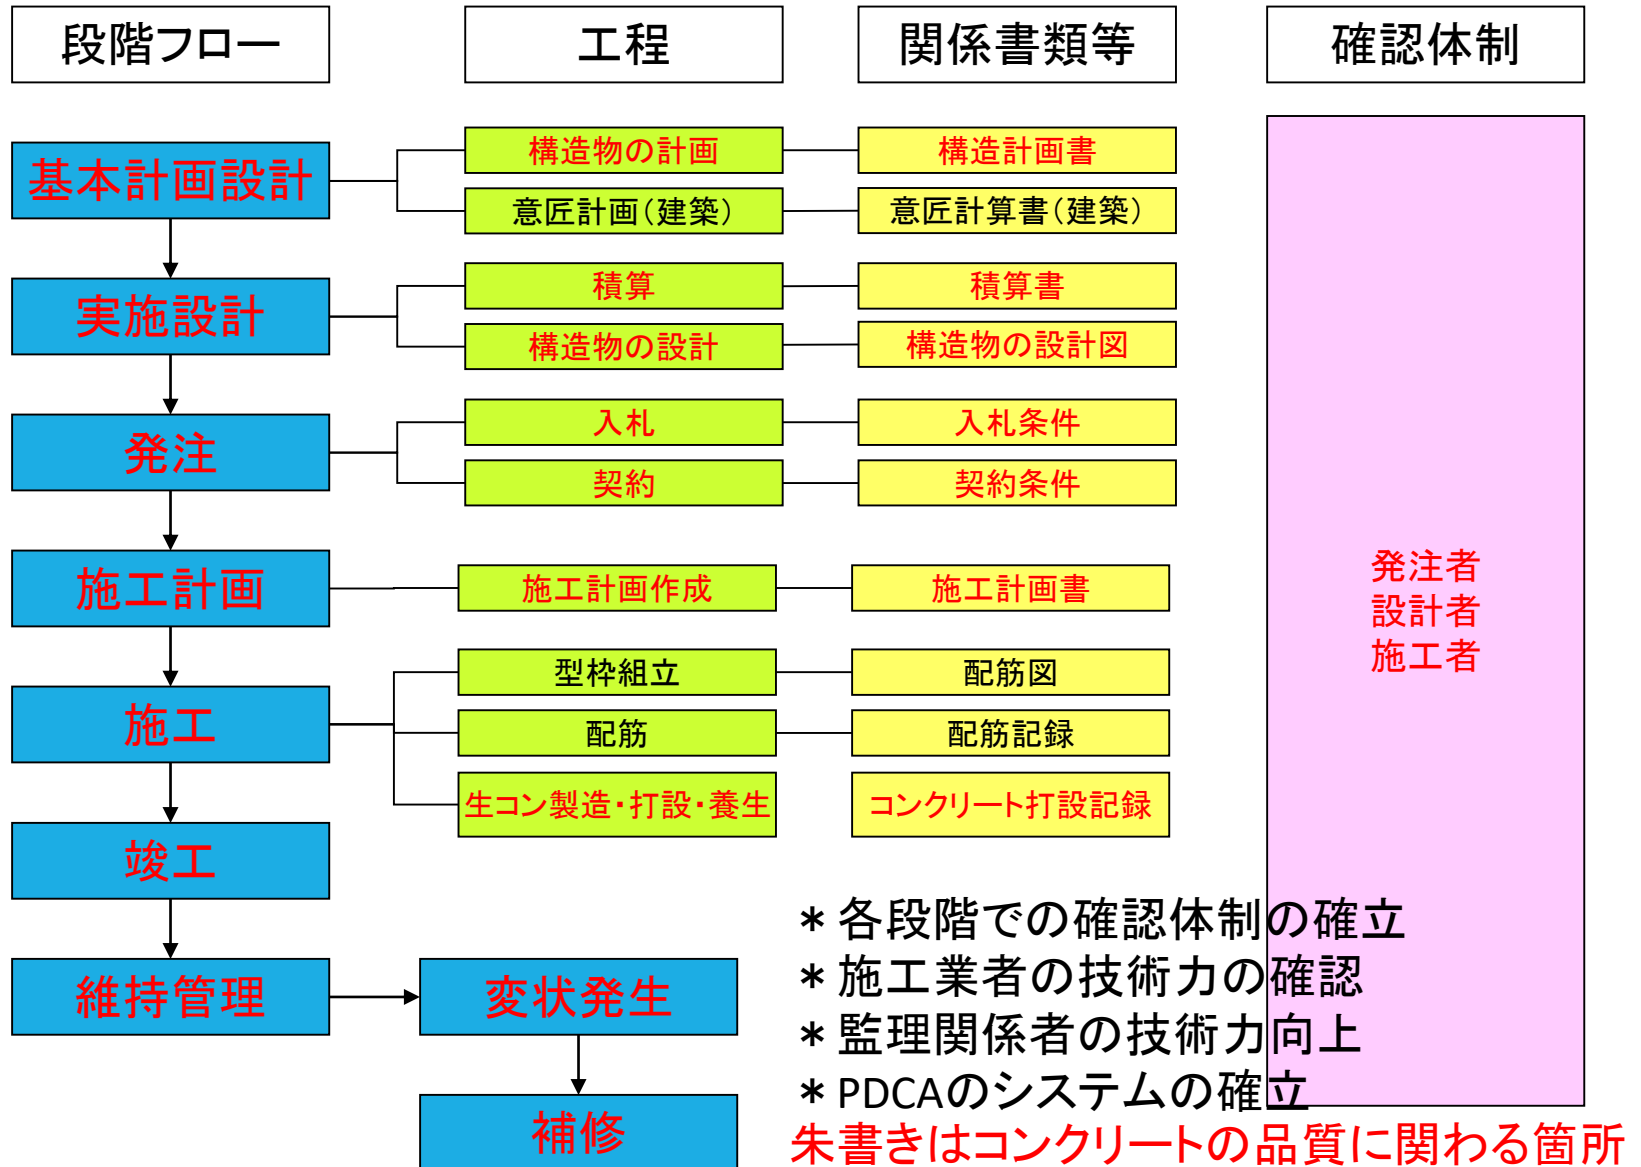 段階フロー
工程
関係書類等
確認体制
基本計画設計
構造物の計画
構造計画書
意匠計画(建築)
意匠計算書(建築)
実施設計
積算
積算書
構造物の設計
構造物の設計図
発注
入札
入札条件
契約
契約条件
施工計画
施工計画作成
施工計画書
施工
型枠組立
配筋図
配筋
配筋記録
生コン製造・打設・養生
コンクリート打設記録
発注者
設計者
施工者
竣工
維持管理
変状発生
補修
*各段階での確認体制の確立
*施工業者の技術力の確認
*監理関係者の技術力向上
*PDCAのシステムの確立
朱書きはコンクリートの品質に関わる箇所